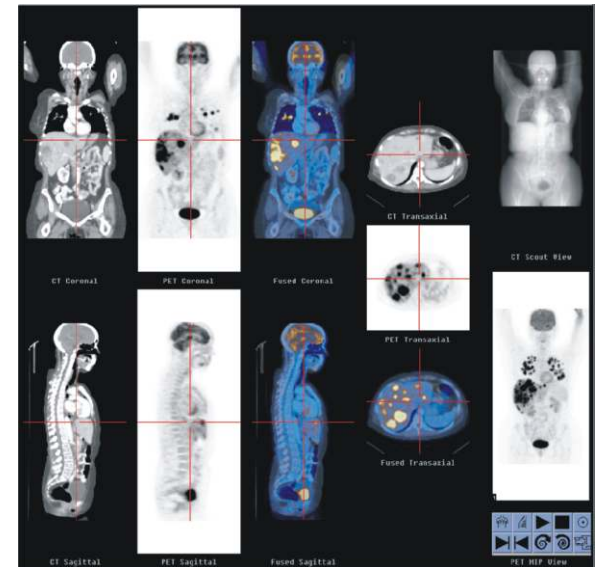 CT Transaxial
CT Scout View
CT Coronal
PET Coronal
Fused Coronal
PET Transaxial
Fused Transaxial
CT Sagittal
PET Sagittal
Fused Sagittal
PET MIP View